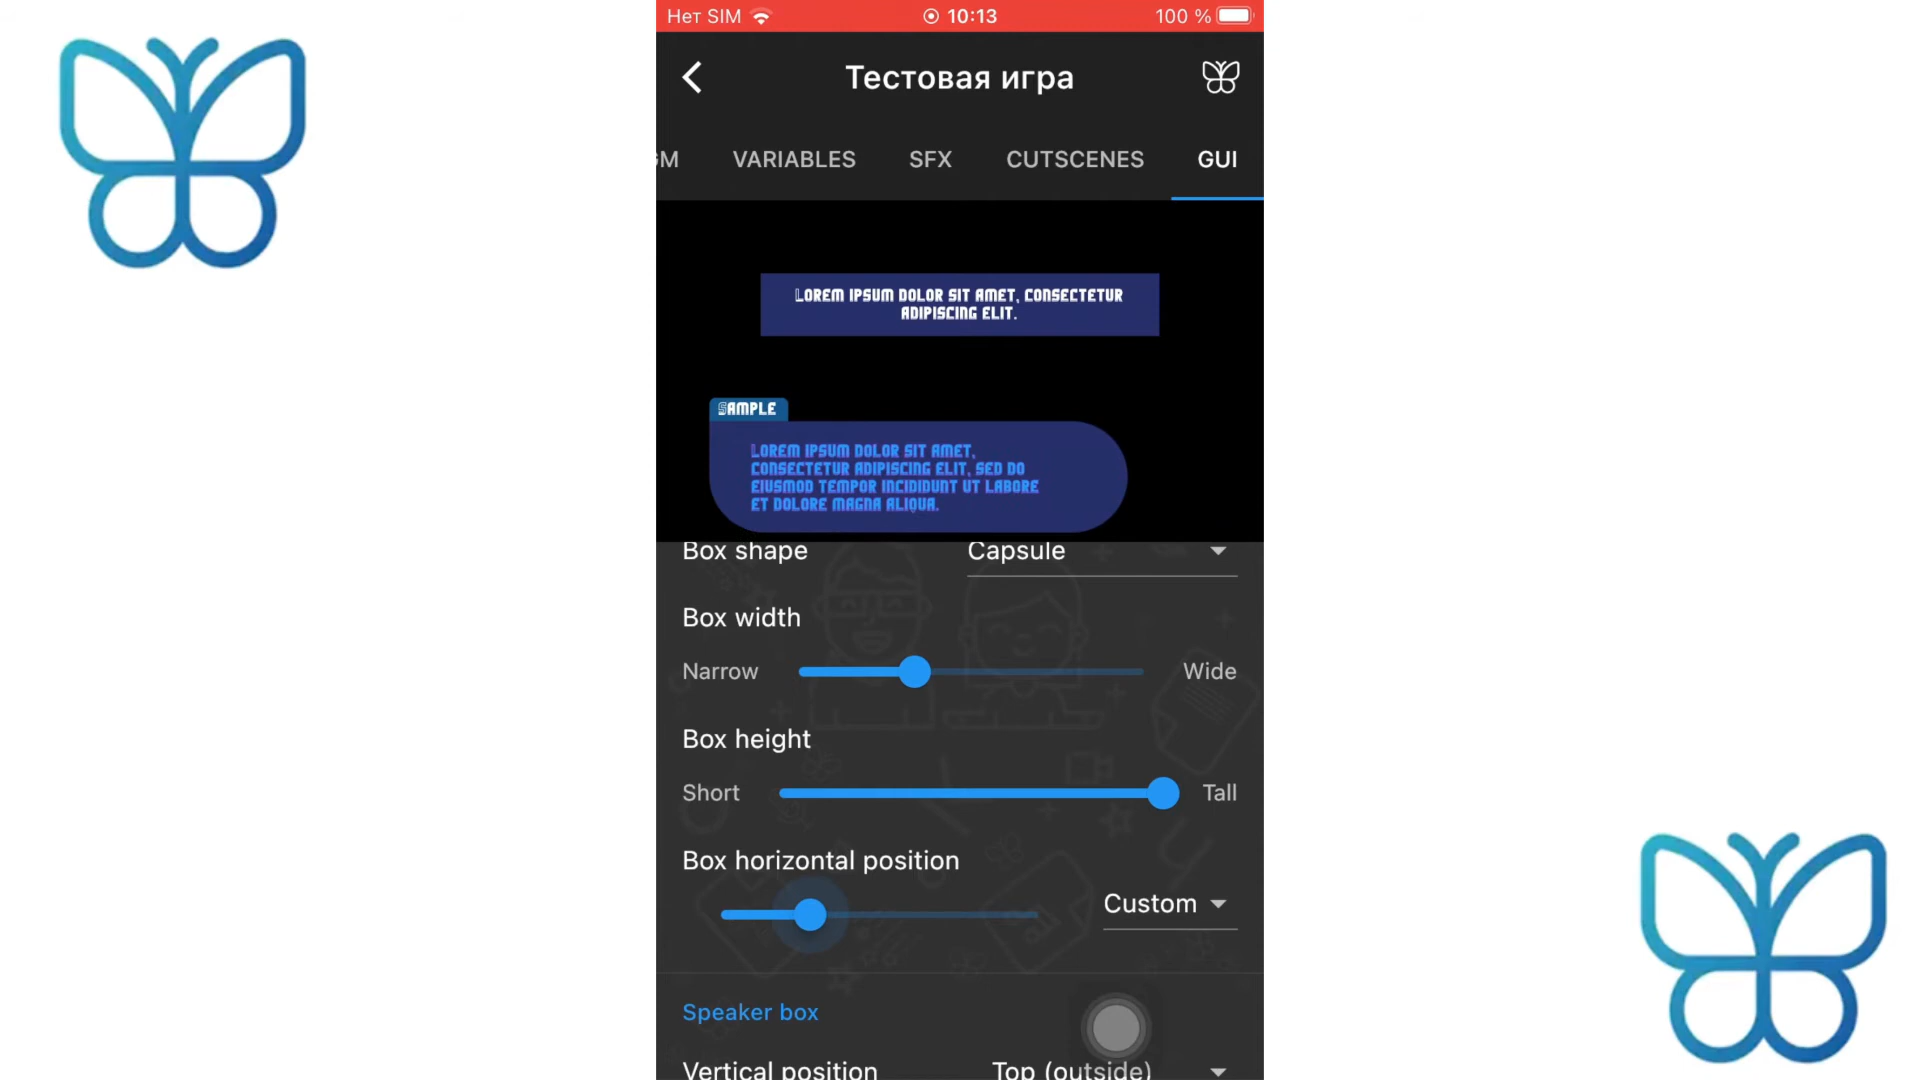 Нет SIM 10:13 100 %
Тестовая игра
VARIABLES SFX CUTSCENES GUI
LOREM IPSUM DOLOR SIT AMET, CONSECTETUR
ADIPISCING ELIT.
SAMPLE
LOREM IPSUM DOLOR SIT AMET,
CONSECTETUR ADIPISCING ELIT, SED DO
EIUSMOD TEMPOR INCIDIDUNT UT LABORE
ET DOLORE MAGNA ALIQUA.
Box shape Capsule
Box width
Narrow Wide
Box height
Short Tall
Box horizontal position
Custom
Speaker box
Vertical position Top (outside)